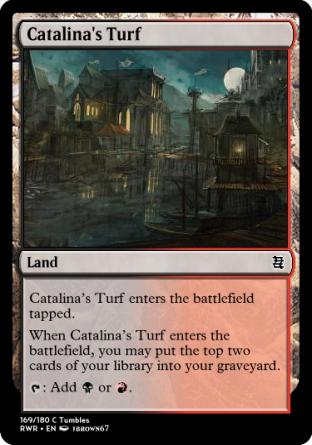 Catalina's Turf
Land
Catalina's Turf enters the battlefield
tapped.
When Catalina's Turf enters the
battlefield, you may put the top two
cards of your library into your graveyard.
: Add or .
169/180 C Tumbles
RWR • EN JBROWN67